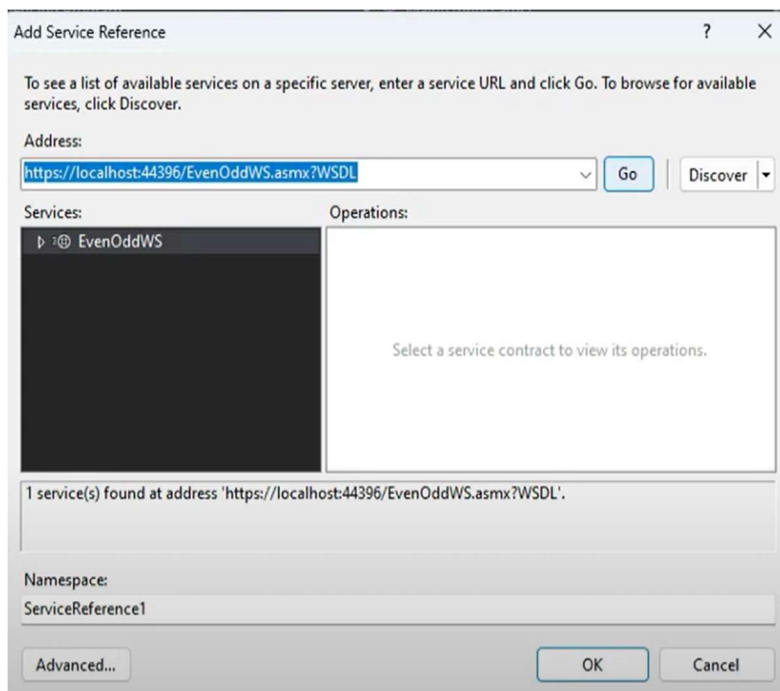 Add Service Reference
?
To see a list of available services on a specific server, enter a service URL and click Go. To browse for available
services, click Discover.
Address:
https://localhost:44396/EvenOddWS.asmx?WSDL
Go
Discover
Services:
Operations:
EvenOddWS
Select a service contract to view its operations.
1 service(s) found at address 'https://localhost:44396/EvenOddWS.asmx?WSDL'.
Namespace:
ServiceReference1
Advanced...
OK
Cancel